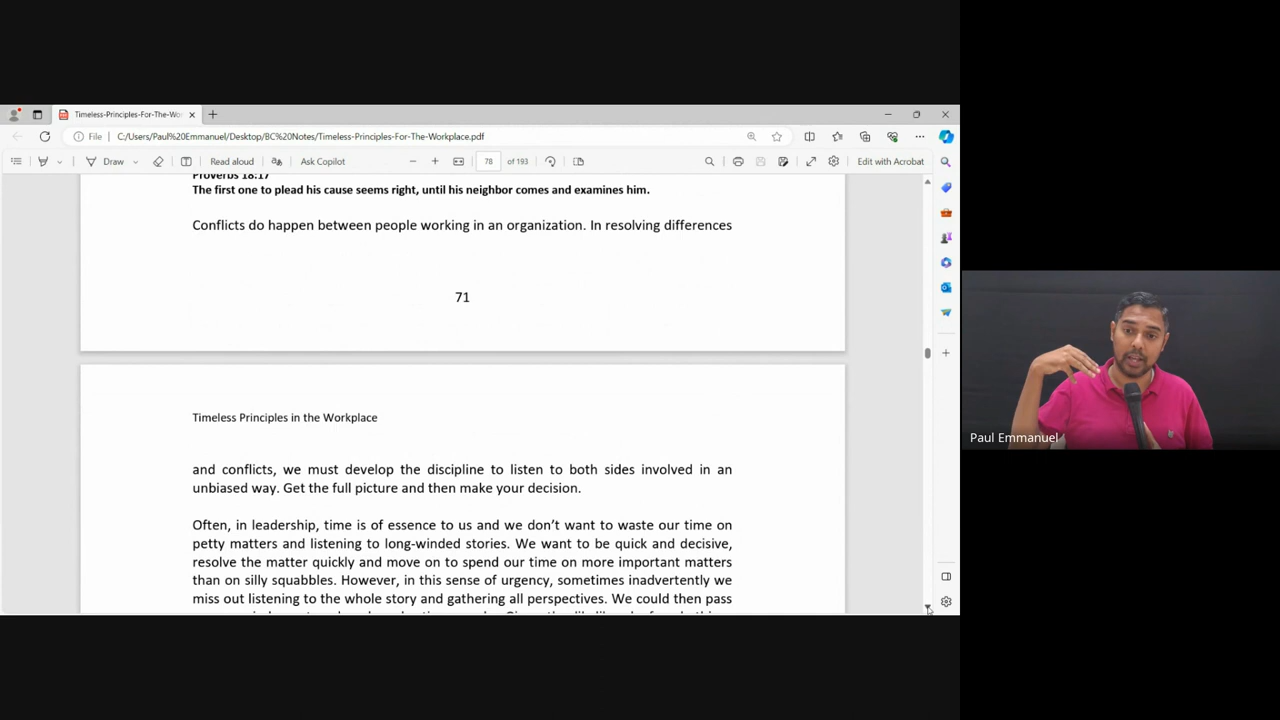 Timeless-Principles-For-The-Wo
File
C:/Users/Paul%20Emmanuel/Desktop/BC%20Notes/Timeless-Principles-For-The-Workplace.pdf
Draw
Read aloud
Ask Copilot
78
of 193
Edit with Acrobat
Proverbs 18:17
The first one to plead his cause seems right, until his neighbor comes and examines him.
Conflicts do happen between people working in an organization. In resolving differences
71
Timeless Principles in the Workplace
and conflicts, we must develop the discipline to listen to both sides involved in an
unbiased way. Get the full picture and then make your decision.
Often, in leadership, time is of essence to us and we don’t want to waste our time on
petty matters and listening to long-winded stories. We want to be quick and decisive,
resolve the matter quickly and move on to spend our time on more important matters
than on silly squabbles. However, in this sense of urgency, sometimes inadvertently we
miss out listening to the whole story and gathering all perspectives. We could then pass
Paul Emmanuel